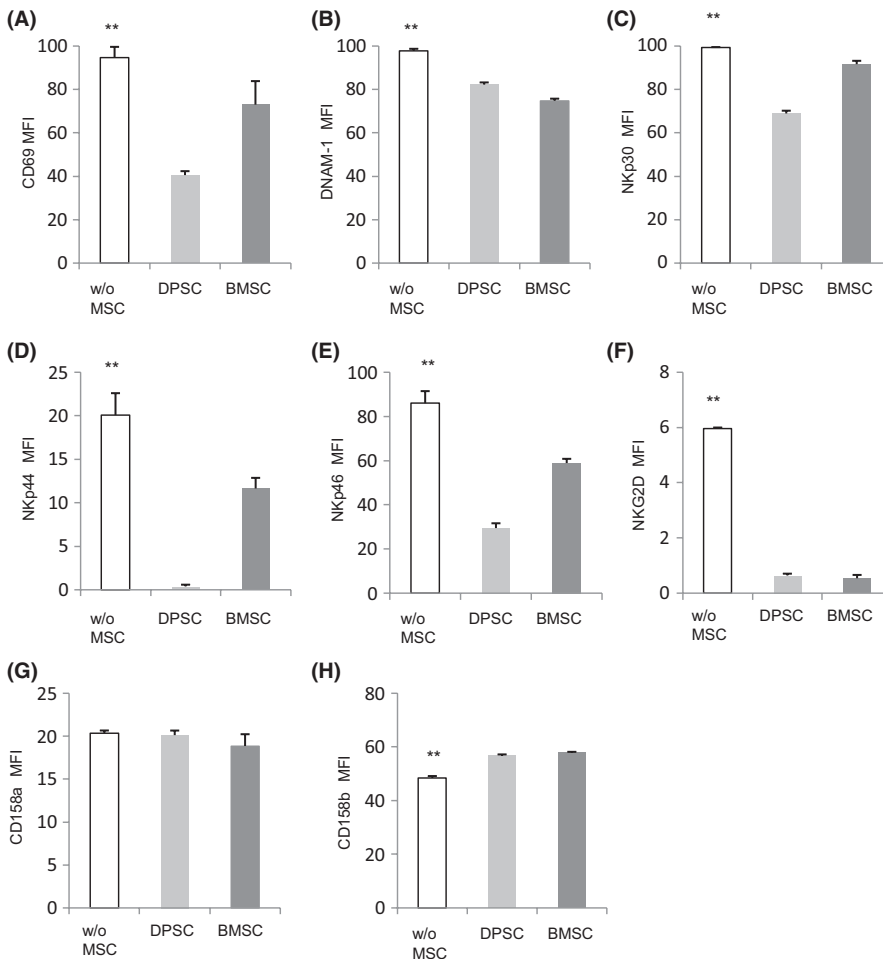 (A) (B) (C)
** ** **
100 100 100
80 80 80
60 60 60
40 40 40
20 20 20
0 0 0
CD69 MFI DNAM-1 MFI NKp30 MFI
w/o DPSC BMSC w/o DPSC BMSC w/o DPSC BMSC
MSC MSC MSC
(D) (E) (F)
** ** **
25 100 8
20 80 6
15 60 4
10 40 2
5 20 0
0 0
NKp44 MFI NKp46 MFI NKG2D MFI
w/o DPSC BMSC w/o DPSC BMSC w/o DPSC BMSC
MSC MSC MSC
(G) (H)
25 80
20 60
15 40
10 20
5 0
0
**
CD158a MFI CD158b MFI
w/o DPSC BMSC w/o DPSC BMSC
MSC MSC